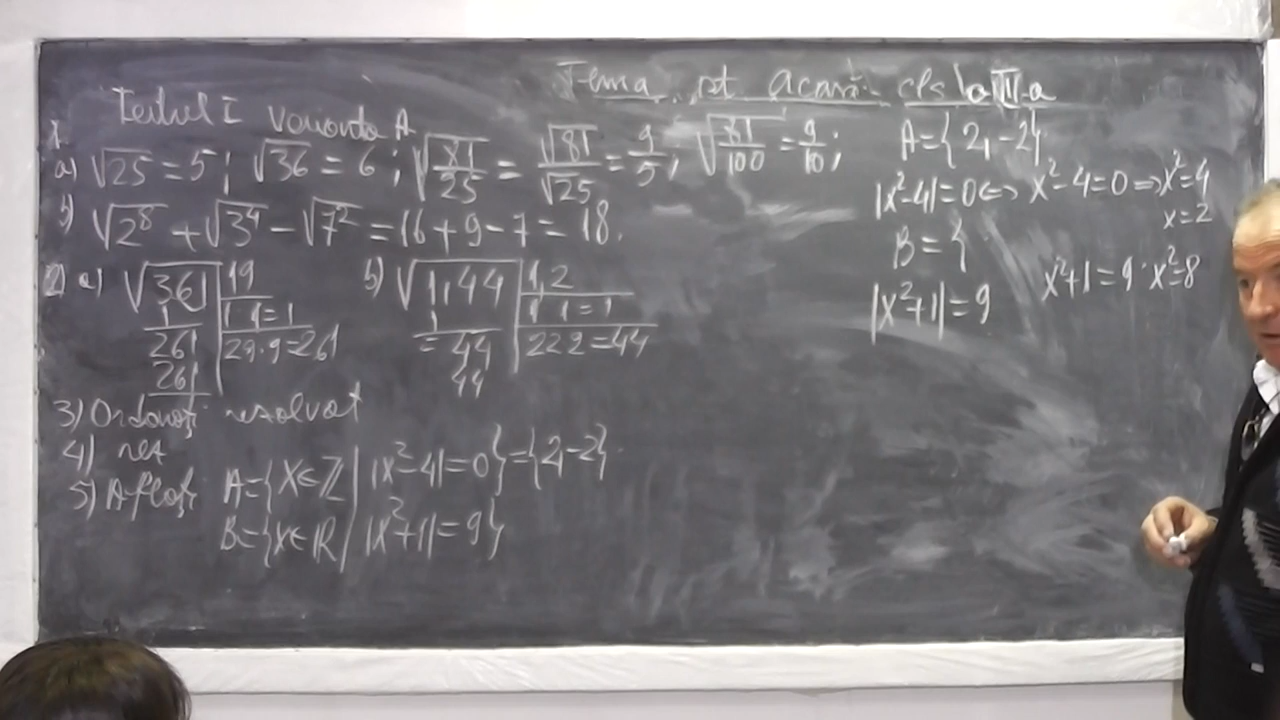 Tema pt acasă cls a VII-a
Testul I varianta A
1.
a) √25 = 5 ; √36 = 6 ; √(81/25) = √81/√25 = 9/5 ; √(81/100) = 9/10 ;
b) √2⁸ + √3⁴ - √7² = 16 + 9 - 7 = 18.
2) a) √361 | 19
1 | 1·1=1
261 | 29·9=261
261
b) √1,44 | 1,2
1 | 1·1=1
= 44 | 22 2=44
44
3) Ordonați rezolvat
4) rez
5) Aflați A={x∈Z | |x²-4|=0}={2,-2}
B={x∈R | |x²+1|=9}
A={2,-2}
|x²-4|=0 ⇔ x²-4=0 ⇒ x²=4
x=2
B={
|x²+1|=9 x²+1=9 x²=8